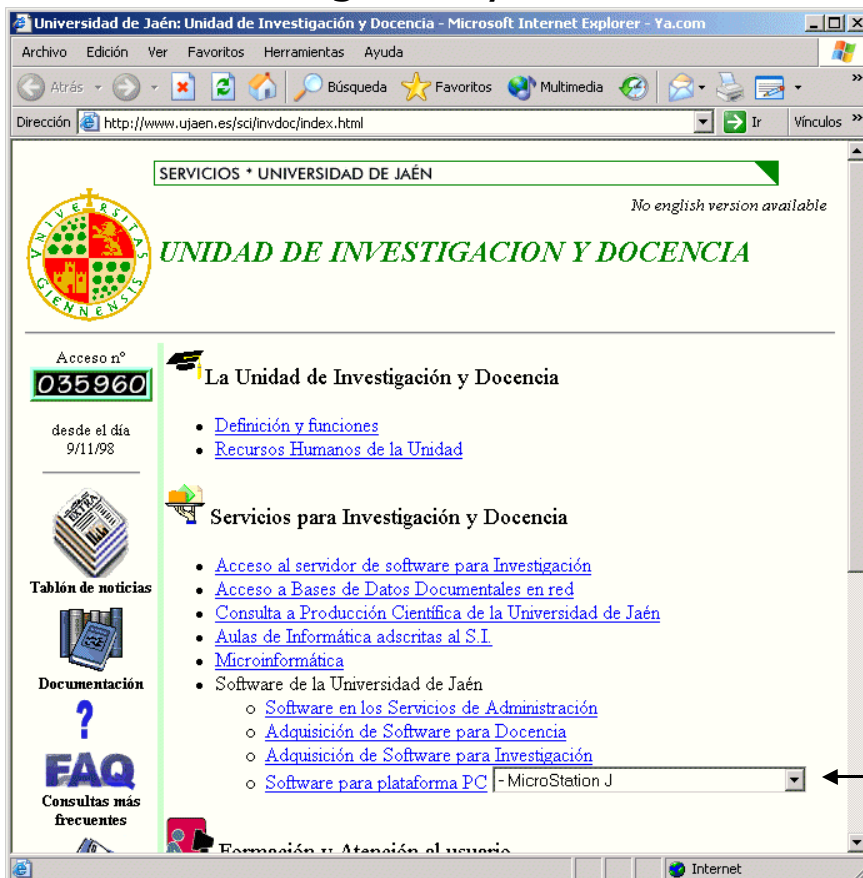 Universidad de Jaén: Unidad de Investigación y Docencia - Microsoft Internet Explorer - Ya.com
Archivo Edición Ver Favoritos Herramientas Ayuda
Atrás Búsqueda Favoritos Multimedia
Dirección http://www.ujaen.es/sci/invdoc/index.html Ir Vínculos
SERVICIOS * UNIVERSIDAD DE JAÉN
No english version available
UNIVERSITAS GIENNENSIS
UNIDAD DE INVESTIGACION Y DOCENCIA
Acceso nº
035960
desde el día
9/11/98
EXTRA
Tablón de noticias
Documentación
?
FAQ
Consultas más
frecuentes
La Unidad de Investigación y Docencia
Definición y funciones
Recursos Humanos de la Unidad
Servicios para Investigación y Docencia
Acceso al servidor de software para Investigación
Acceso a Bases de Datos Documentales en red
Consulta a Producción Científica de la Universidad de Jaén
Aulas de Informática adscritas al S.I.
Microinformática
Software de la Universidad de Jaén
Software en los Servicios de Administración
Adquisición de Software para Docencia
Adquisición de Software para Investigación
Software para plataforma PC - MicroStation J
Formación y Atención al usuario
Internet